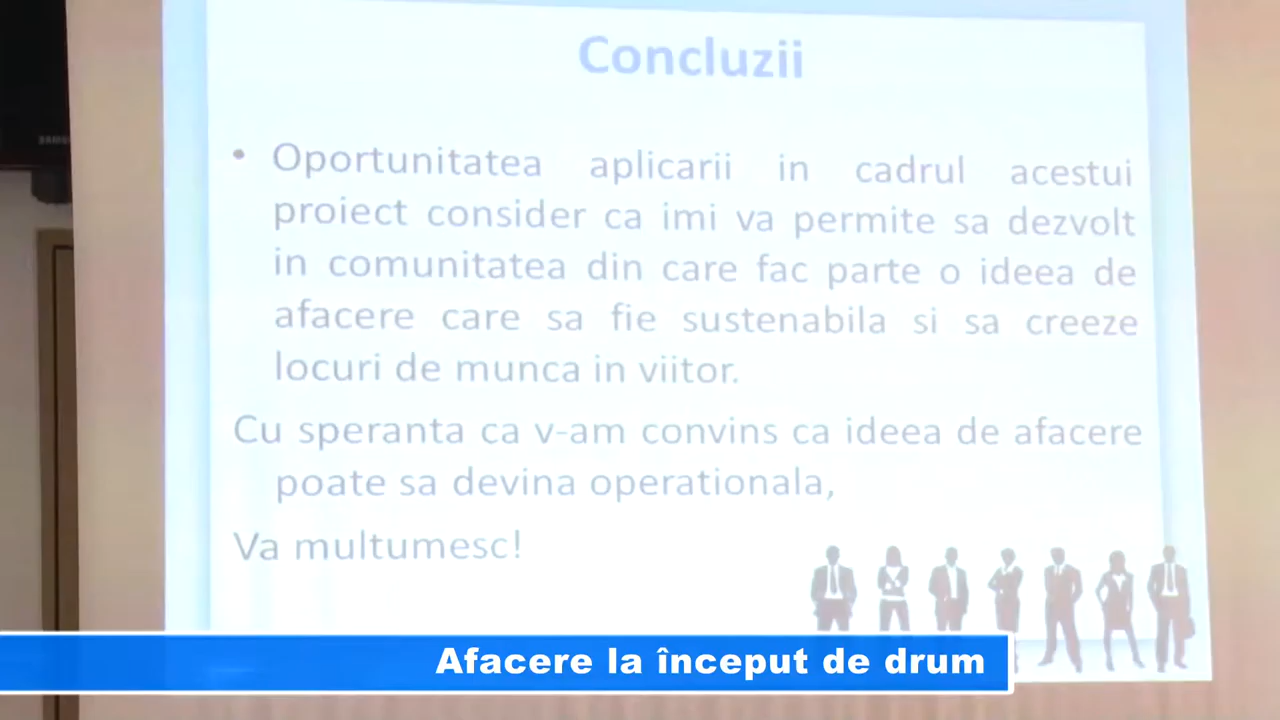 Concluzii
• Oportunitatea aplicarii in cadrul acestui
proiect consider ca imi va permite sa dezvolt
in comunitatea din care fac parte o ideea de
afacere care sa fie sustenabila si sa creeze
locuri de munca in viitor.
Cu speranta ca v-am convins ca ideea de afacere
poate sa devina operationala,
Va multumesc!
Afacere la început de drum